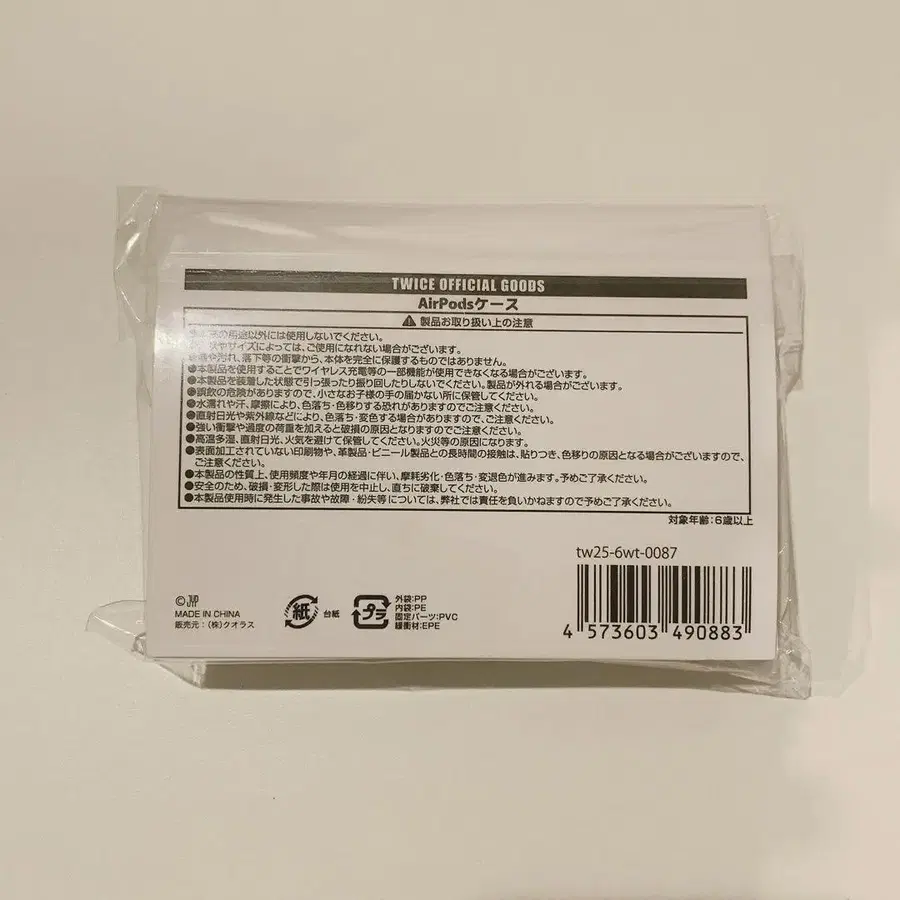 TWICE OFFICIAL GOODS
AirPodsケース
⚠ 製品お取り扱い上の注意
用途以外には使用しないでください。
やサイズによっては、ご使用になれない場合がございます。
や汚れ、落下等の衝撃から、本体を完全に保護するものではありません。
●本製品を使用することでワイヤレス充電等の一部機能が使用できなくなる場合がございます。
●本製品を装着した状態で引っ張ったり振り回したりしないでください。製品が外れる場合がございます。
●誤飲の危険がありますので、小さなお子様の手の届かない所に保管してください。
●水濡れや汗、摩擦により、色落ち・色移りする恐れがありますのでご注意ください。
●直射日光や紫外線などにより、色落ち・変色する場合がありますので、ご注意ください。
●強い衝撃や過度の荷重を加えると破損の原因となりますのでご注意ください。
●高温多湿、直射日光、火気を避けて保管してください。火災等の原因になります。
●表面加工されていない印刷物や、革製品・ビニール製品との長時間の接触は、貼りつき、色移りの原因となる場合がございますので、
ご注意ください。
●本製品の性質上、使用頻度や年月の経過に伴い、摩耗劣化・色落ち・変退色が進みます。予めご了承ください。
●安全のため、破損・変形した際は使用を中止し、直ちに破棄してください。
●本製品使用時に発生した事故や故障・紛失等については、弊社では責任を負いかねますので予めご了承ください。
対象年齢:6歳以上
tw25-6wt-0087
© JYP
MADE IN CHINA
販売元:(株)クオラス
紙 台紙
プラ
外袋:PP
内袋:PE
固定パーツ:PVC
緩衝材:EPE
4 573603 490883